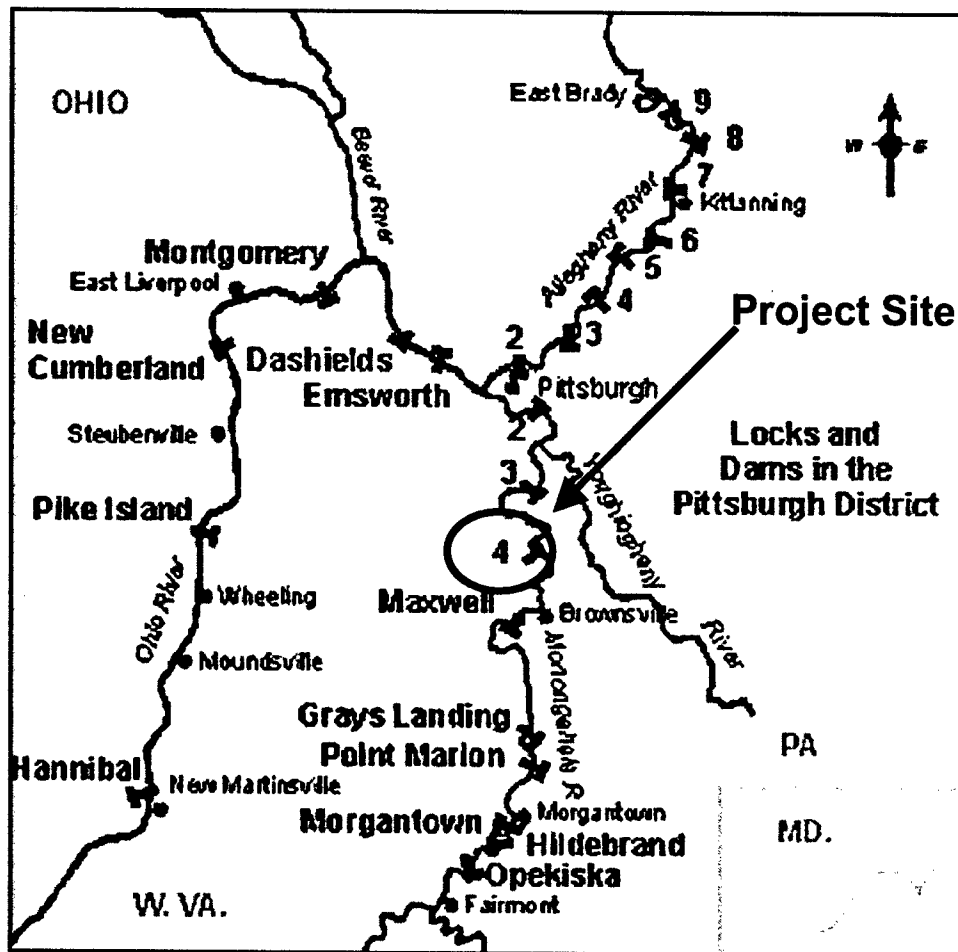 OHIO
East Brady
9
8
7
Kittanning
6
5
4
3
2
Allegheny River
Project Site
Montgomery
East Liverpool
New
Cumberland
Dashields
Emsworth
Pittsburgh
2
3
4
Steubenville
Locks and
Dams in the
Pittsburgh District
Pike Island
Youghiogheny
River
Maxwell
Brownsville
Wheeling
Ohio River
Moundsville
Monongahela R
Grays Landing
Point Marion
PA
Hannibal
New Martinsville
Morgantown
Morgantown
Hildebrand
Opekiska
MD.
W. VA.
Fairmont
W
E